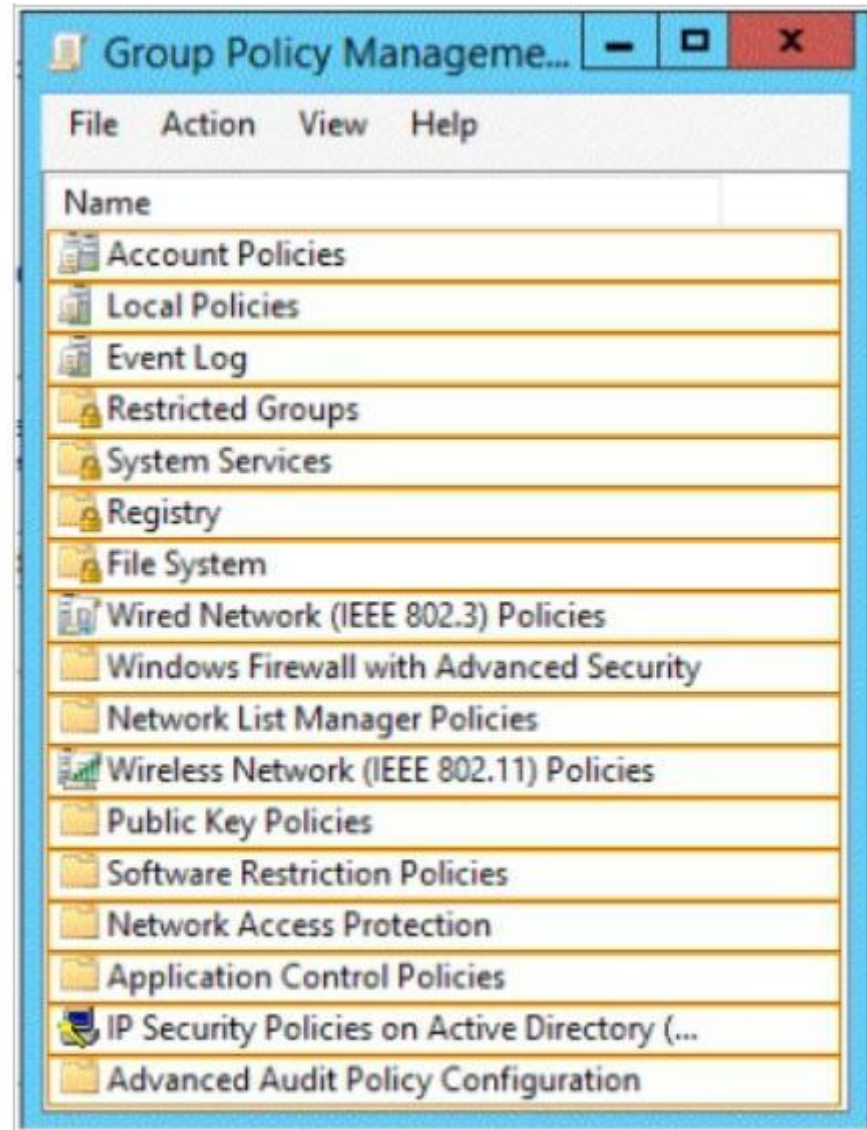 Group Policy Manageme...
File Action View Help
Name
Account Policies
Local Policies
Event Log
Restricted Groups
System Services
Registry
File System
Wired Network (IEEE 802.3) Policies
Windows Firewall with Advanced Security
Network List Manager Policies
Wireless Network (IEEE 802.11) Policies
Public Key Policies
Software Restriction Policies
Network Access Protection
Application Control Policies
IP Security Policies on Active Directory (...
Advanced Audit Policy Configuration